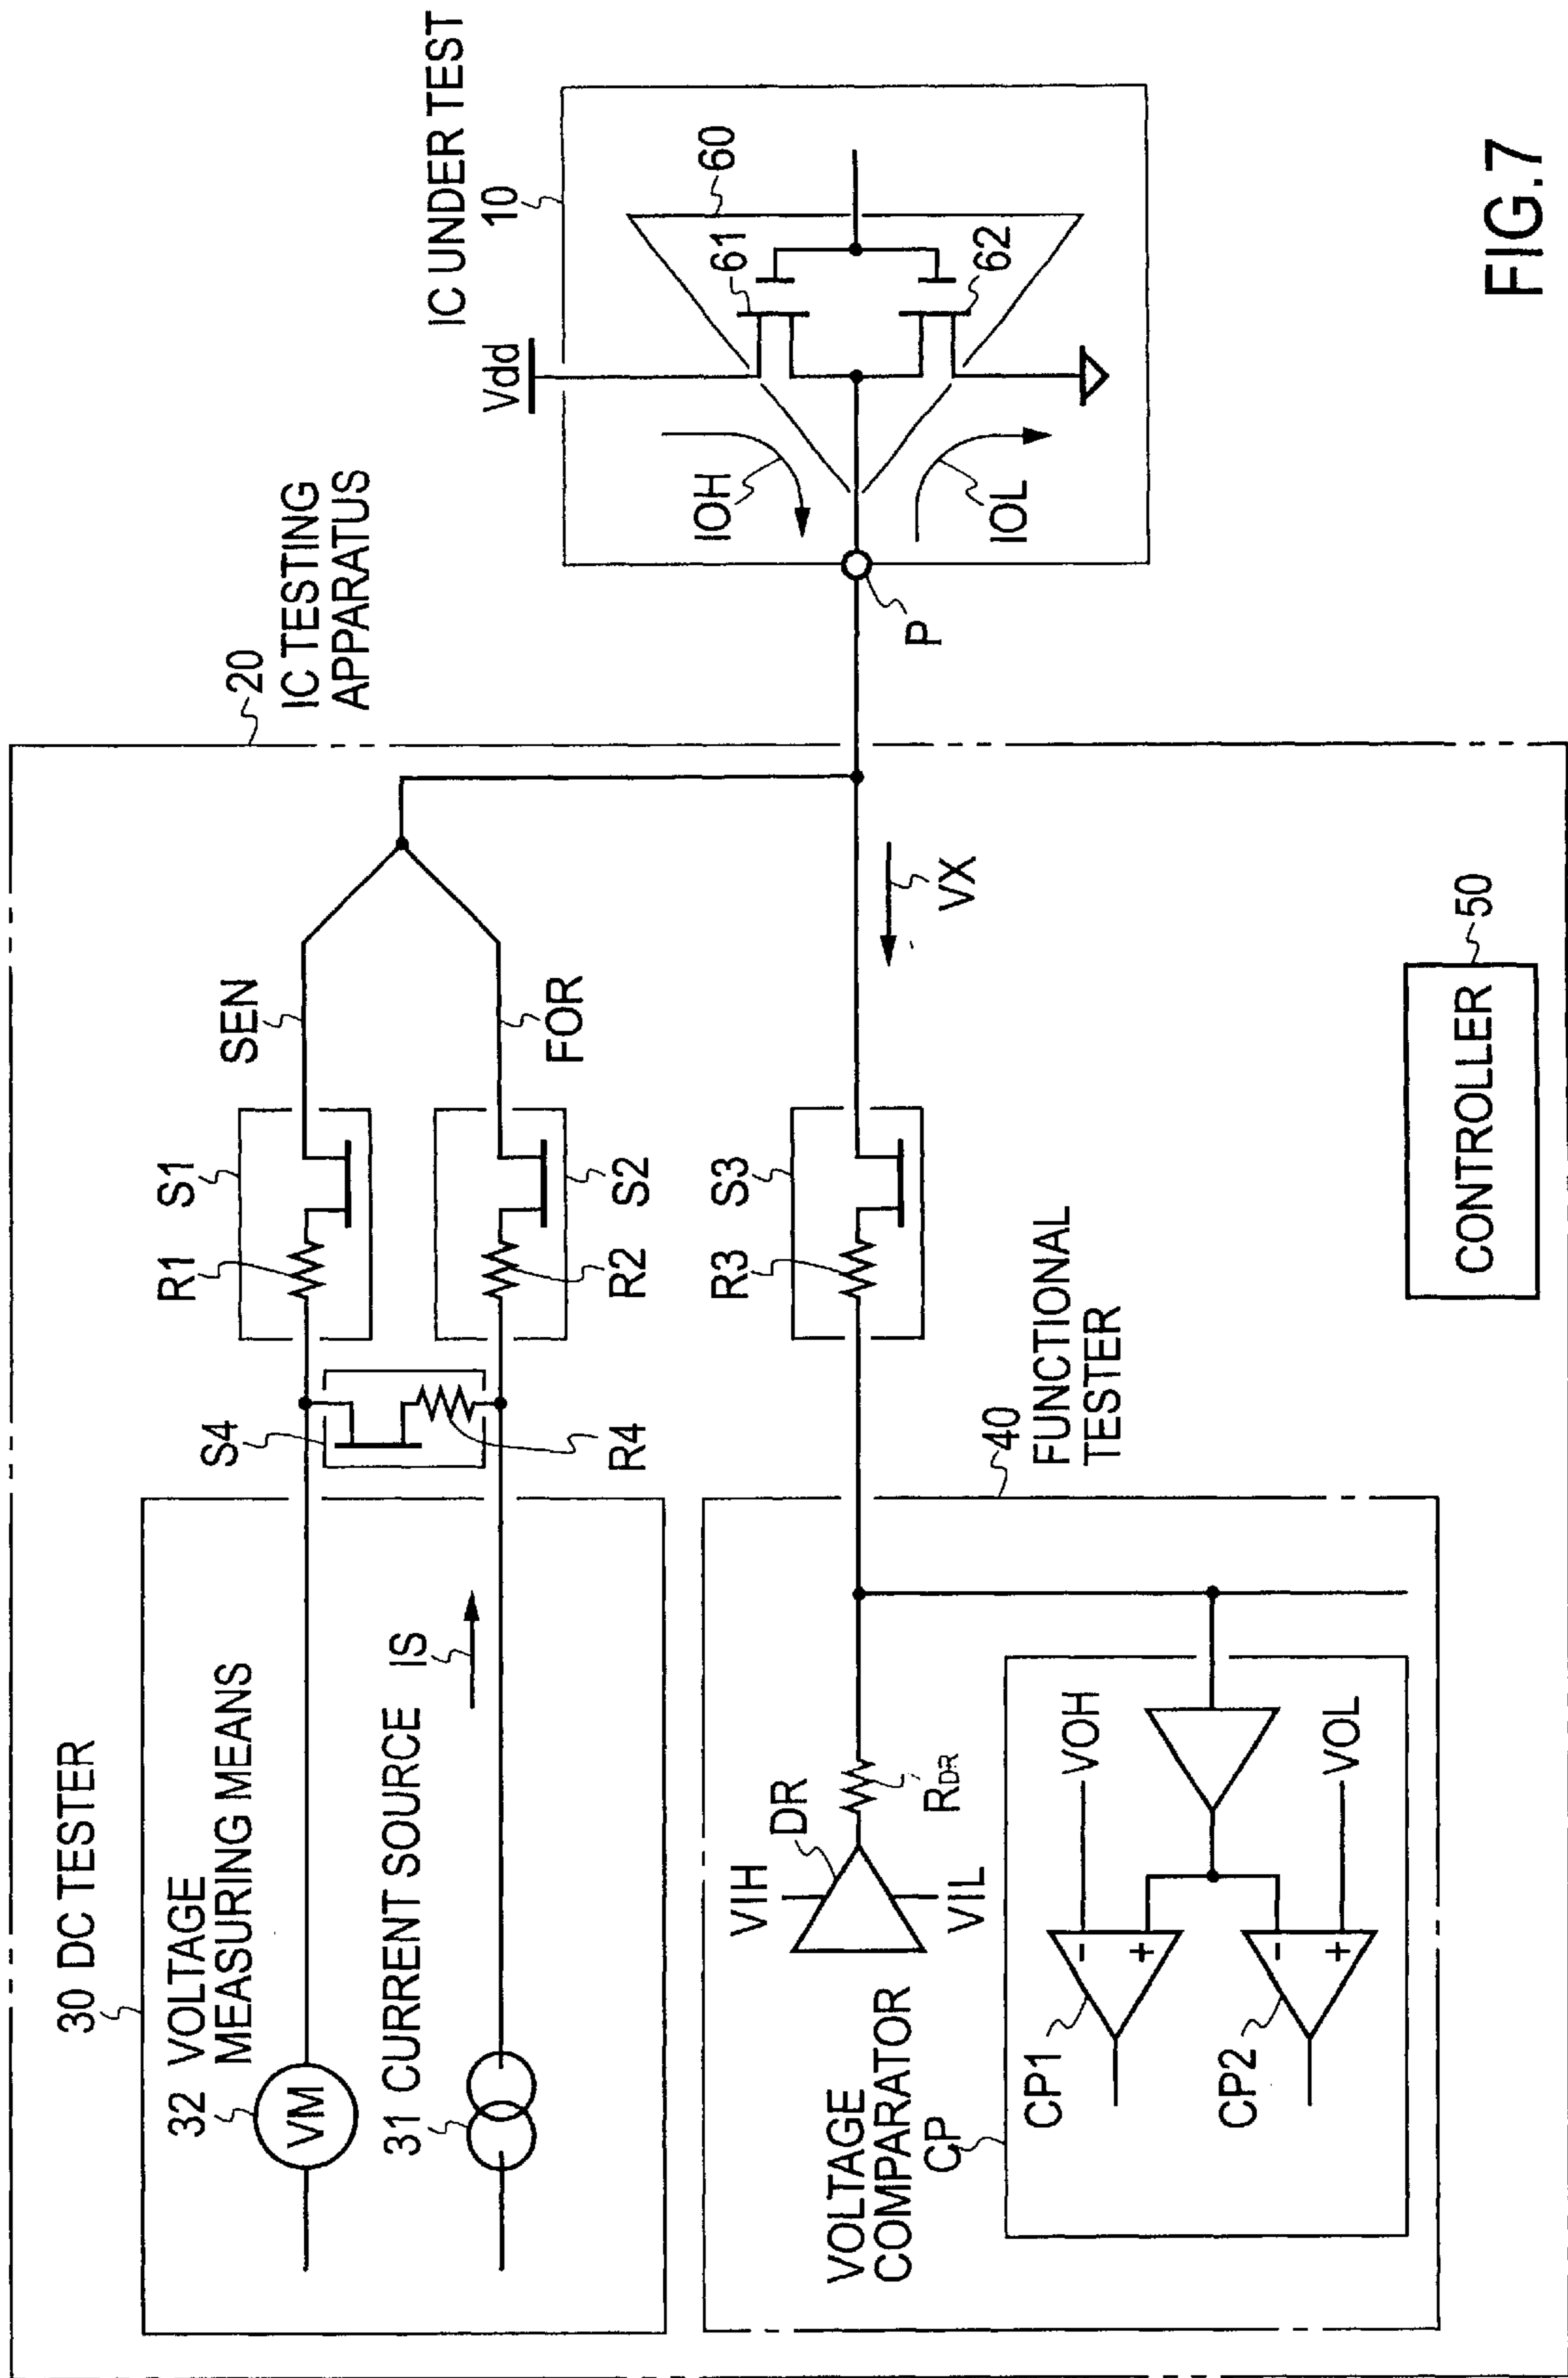 30 DC TESTER
32 VOLTAGE
MEASURING MEANS
VM
31 CURRENT SOURCE
IS
S4
R4
R1
S1
R2
S2
SEN
FOR
20
IC TESTING
APPARATUS
IC UNDER TEST
10
Vdd
61
60
62
IOH
IOL
P
VX
R3
S3
40
FUNCTIONAL
TESTER
VIH
DR
VIL
RDR
VOLTAGE
COMPARATOR
CP
CP1
-
+
VOH
CP2
-
+
VOL
CONTROLLER
50
FIG.7